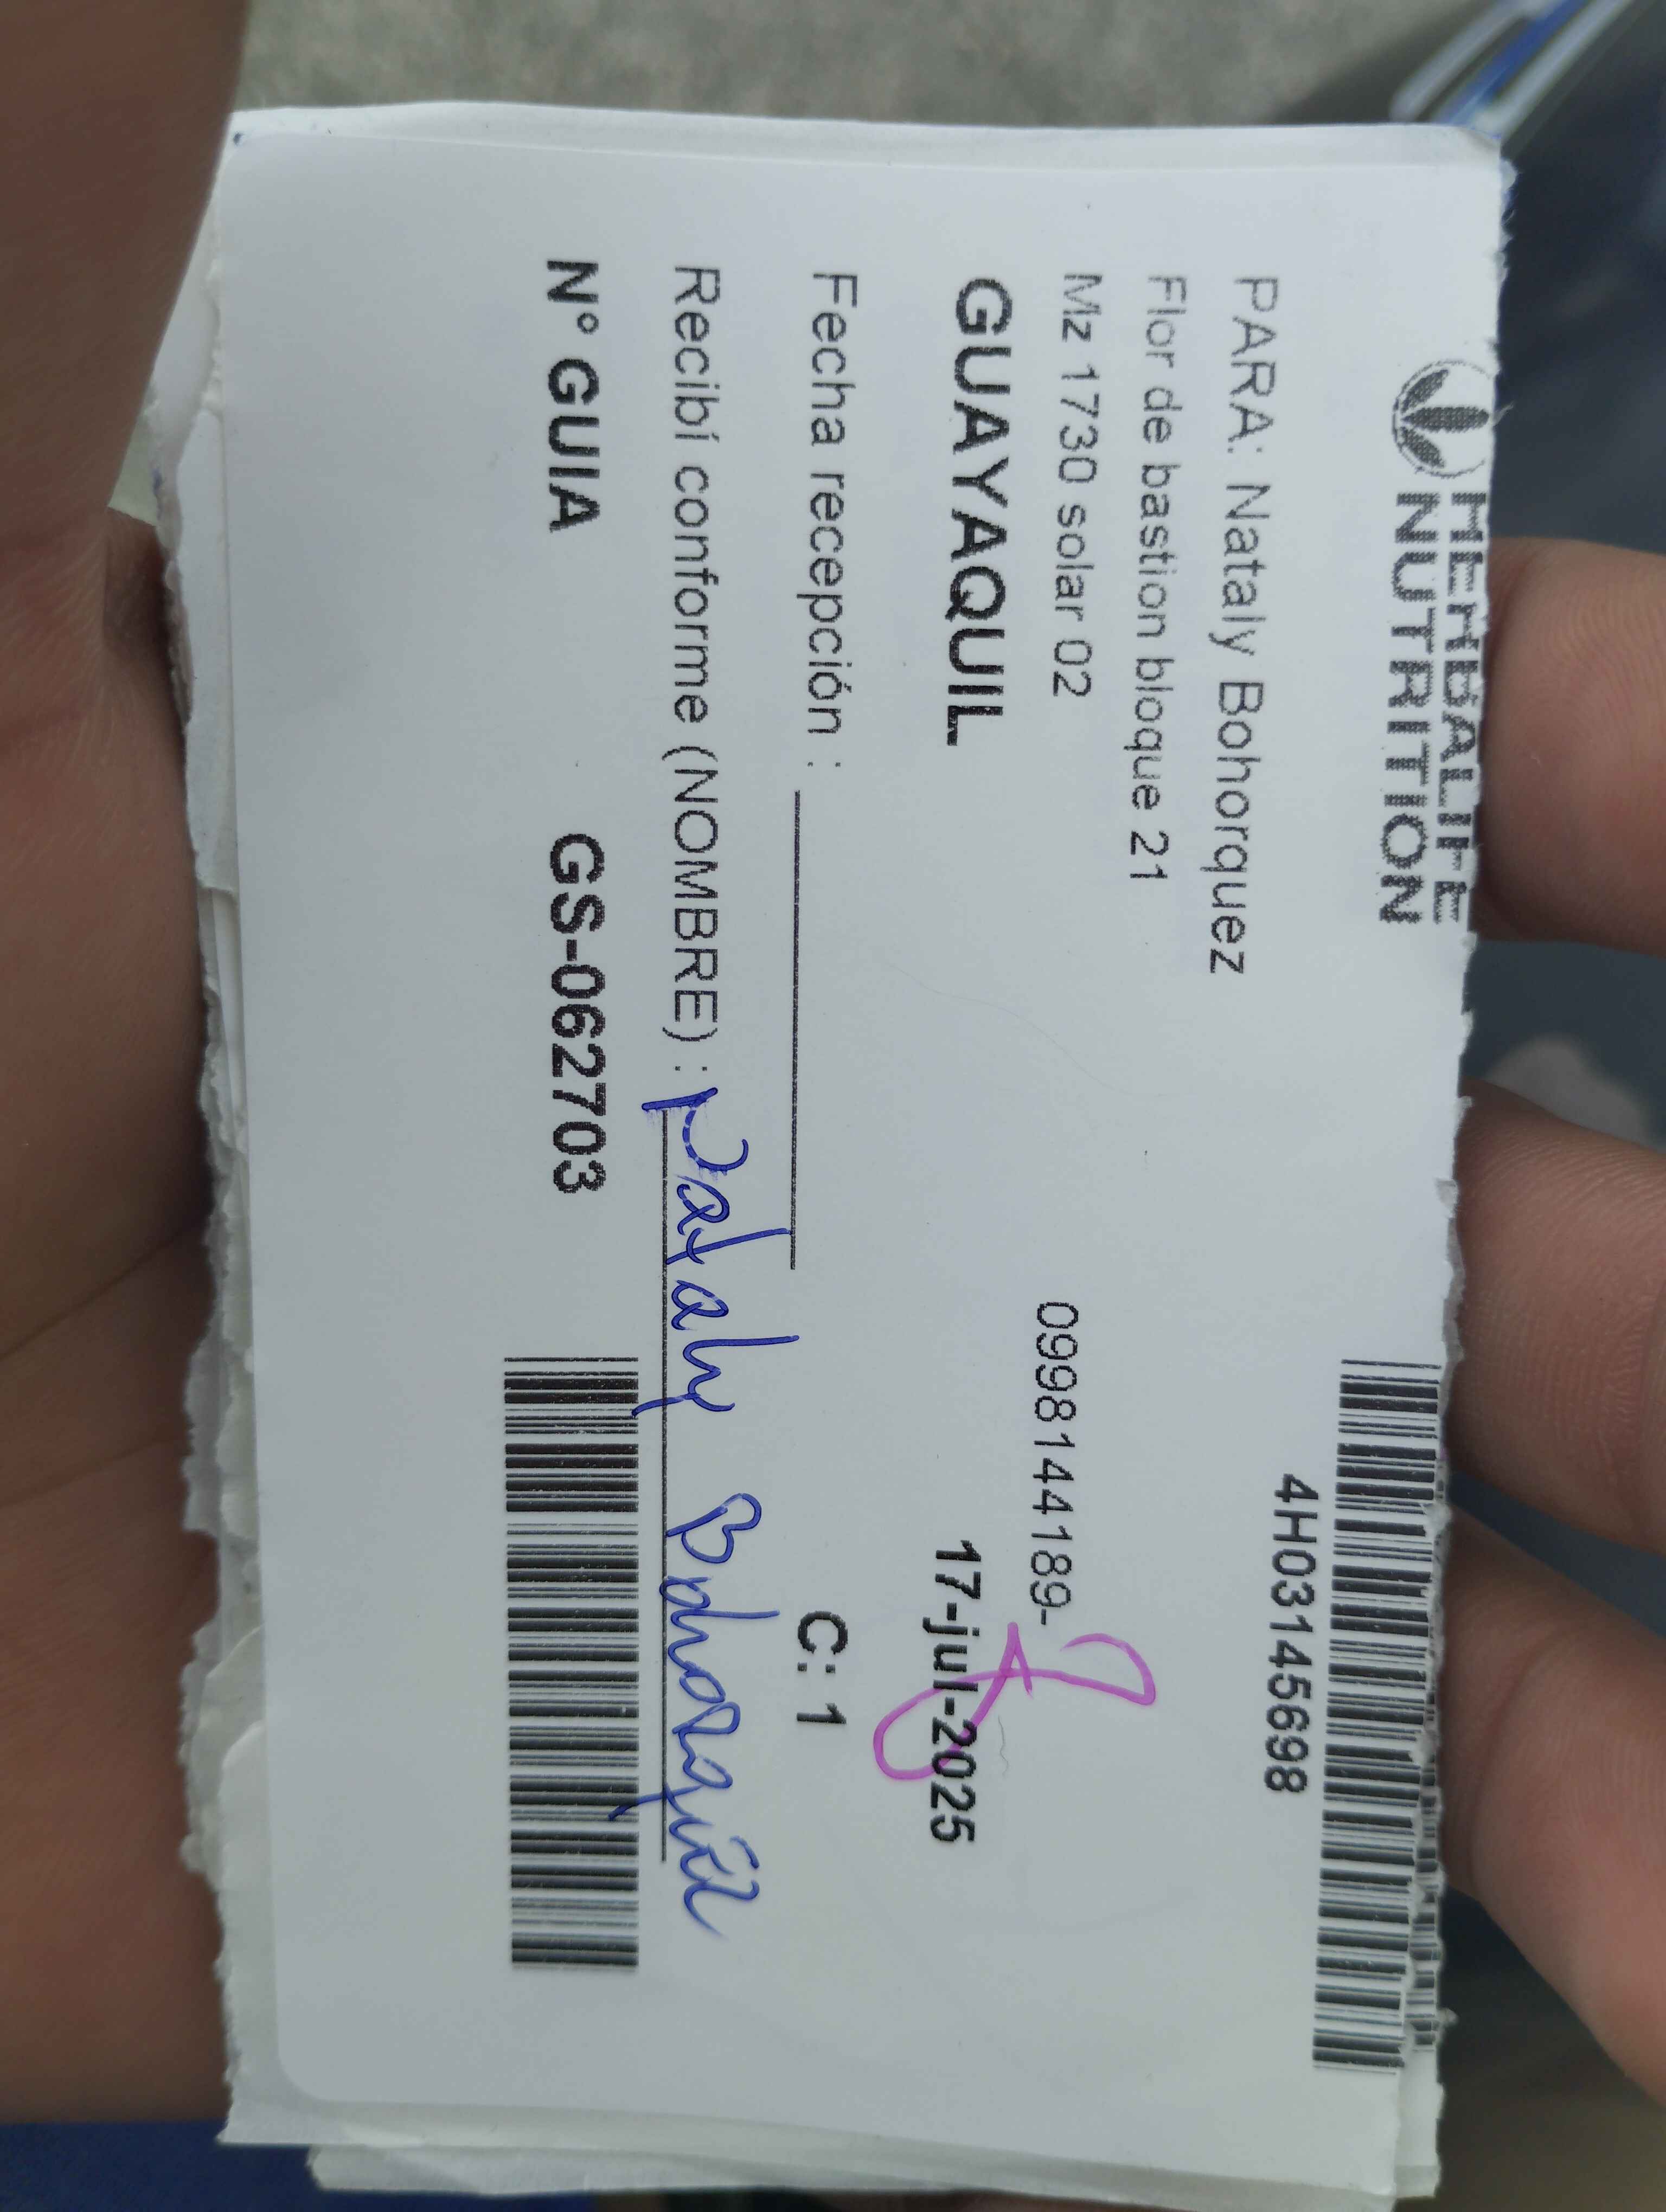 HERBALIFE
NUTRITION
4H03145698
PARA: Nataly Bohorquez
Flor de bastion bloque 21
Mz 1730 solar 02
0998144189-
GUAYAQUIL
17-jul-2025
Fecha recepción :
C: 1
Recibí conforme (NOMBRE) : Nataly Bohorquez
N° GUIA GS-062703